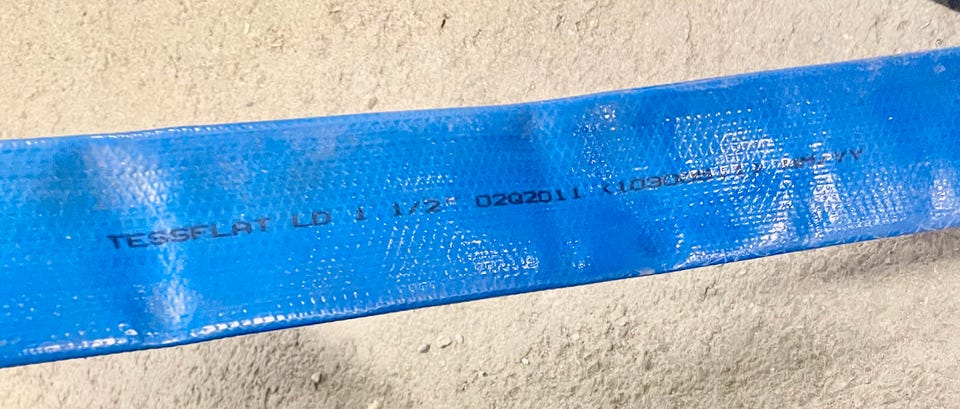 TESSFLAT LD 1 1/2" 02Q2011